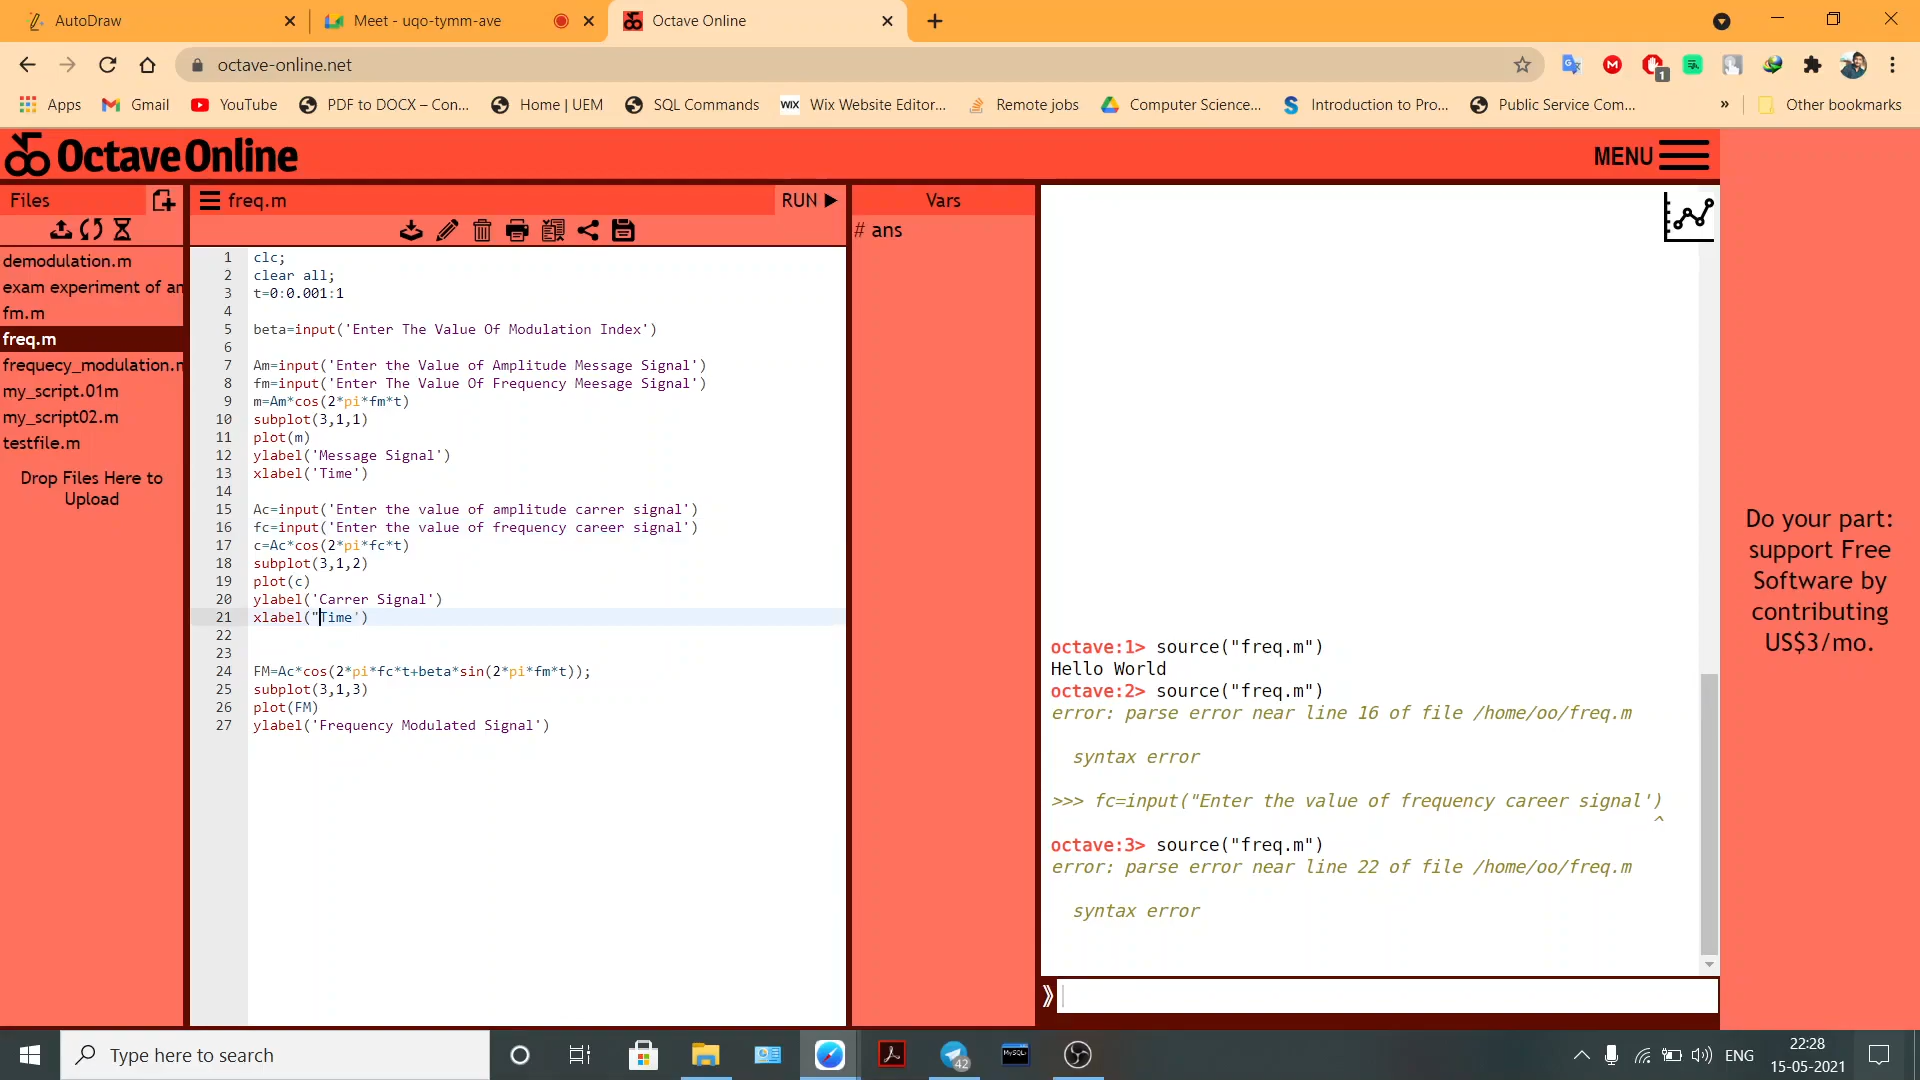 AutoDraw
Meet - uqo-tymm-ave
Octave Online
octave-online.net
1
Apps
Gmail
YouTube
PDF to DOCX – Con...
Home | UEM
SQL Commands
WIX Wix Website Editor...
Remote jobs
Computer Science...
Introduction to Pro...
Public Service Com...
»
Other bookmarks
Octave Online
MENU
Files
freq.m
RUN
Vars
# ans
demodulation.m
exam experiment of an
fm.m
freq.m
frequecy_modulation.m
my_script.01m
my_script02.m
testfile.m
Drop Files Here to
Upload
1 clc;
2 clear all;
3 t=0:0.001:1
4
5 beta=input('Enter The Value Of Modulation Index')
6
7 Am=input('Enter the Value of Amplitude Message Signal')
8 fm=input('Enter The Value Of Frequency Meesage Signal')
9 m=Am*cos(2*pi*fm*t)
10 subplot(3,1,1)
11 plot(m)
12 ylabel('Message Signal')
13 xlabel('Time')
14
15 Ac=input('Enter the value of amplitude carrer signal')
16 fc=input('Enter the value of frequency career signal')
17 c=Ac*cos(2*pi*fc*t)
18 subplot(3,1,2)
19 plot(c)
20 ylabel('Carrer Signal')
21 xlabel("Time')
22
23
24 FM=Ac*cos(2*pi*fc*t+beta*sin(2*pi*fm*t));
25 subplot(3,1,3)
26 plot(FM)
27 ylabel('Frequency Modulated Signal')
octave:1> source("freq.m")
Hello World
octave:2> source("freq.m")
error: parse error near line 16 of file /home/oo/freq.m
syntax error
>>> fc=input("Enter the value of frequency career signal')
^
octave:3> source("freq.m")
error: parse error near line 22 of file /home/oo/freq.m
syntax error
Do your part:
support Free
Software by
contributing
US$3/mo.
Type here to search
MySQL
42
ENG
22:28
15-05-2021